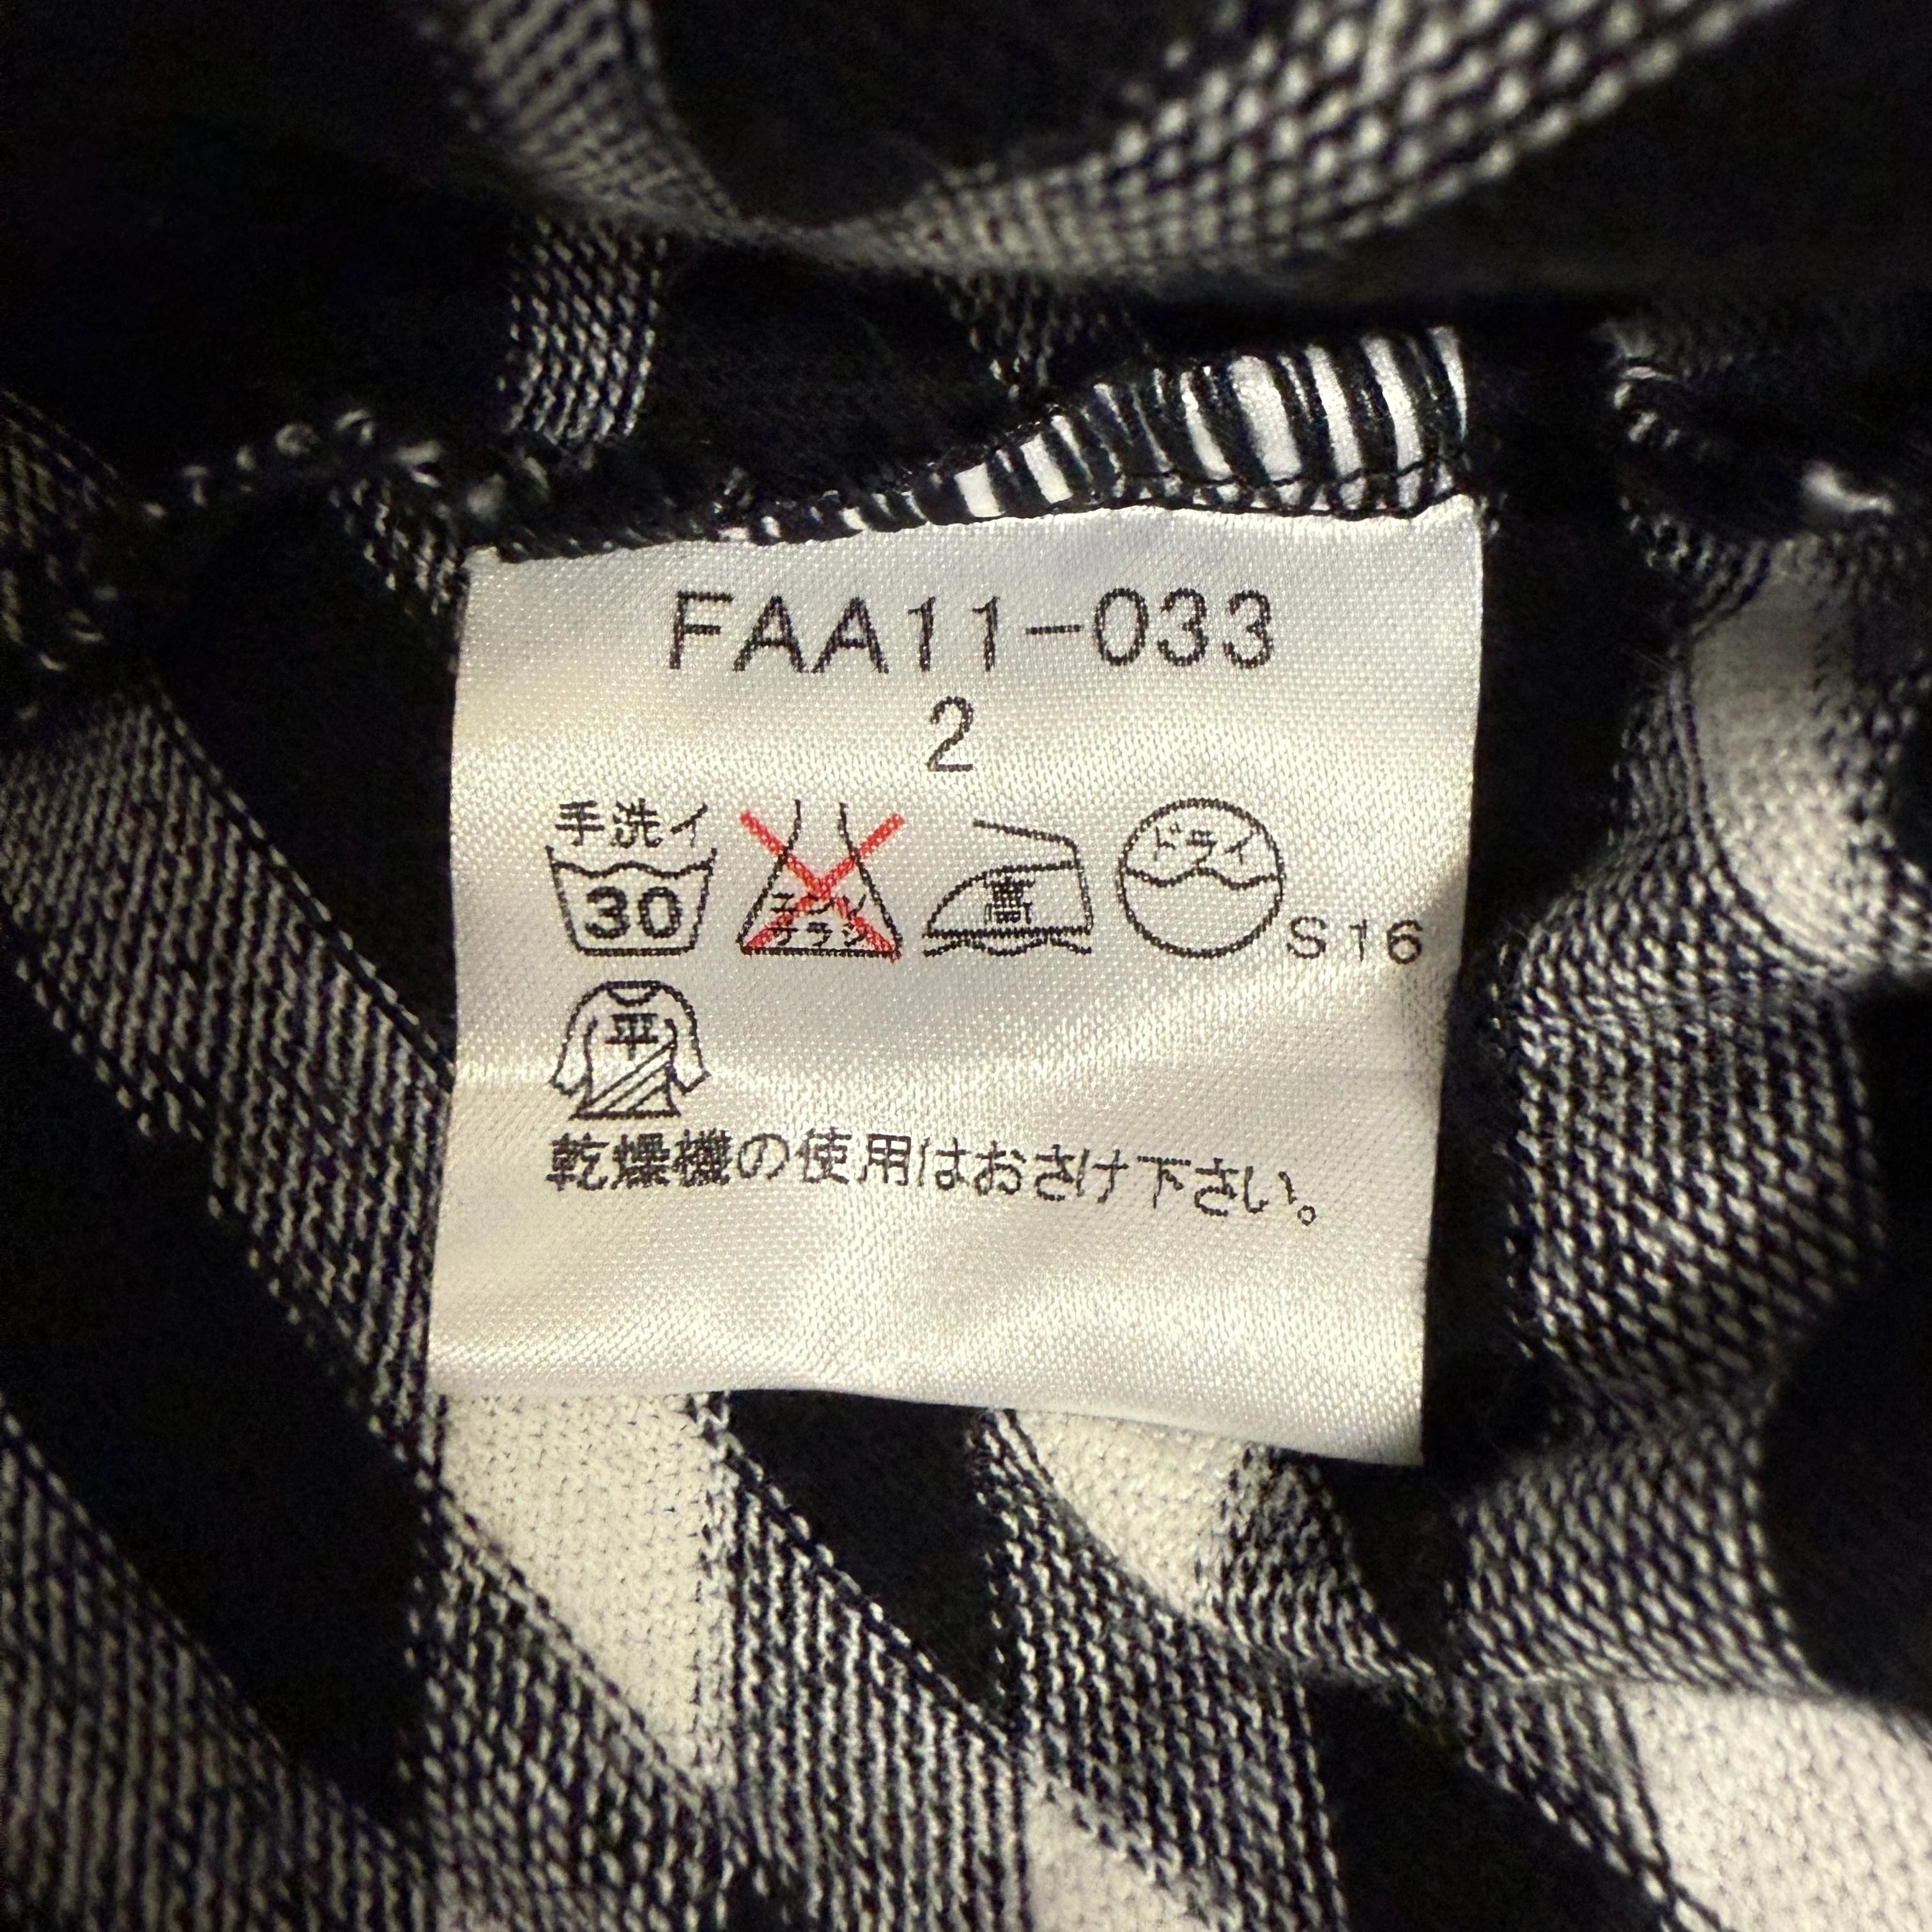 FAA11-033
2
手洗イ
30
エンソ
サラシ
高
ドライ
S16
平
乾燥機の使用はおさけ下さい。